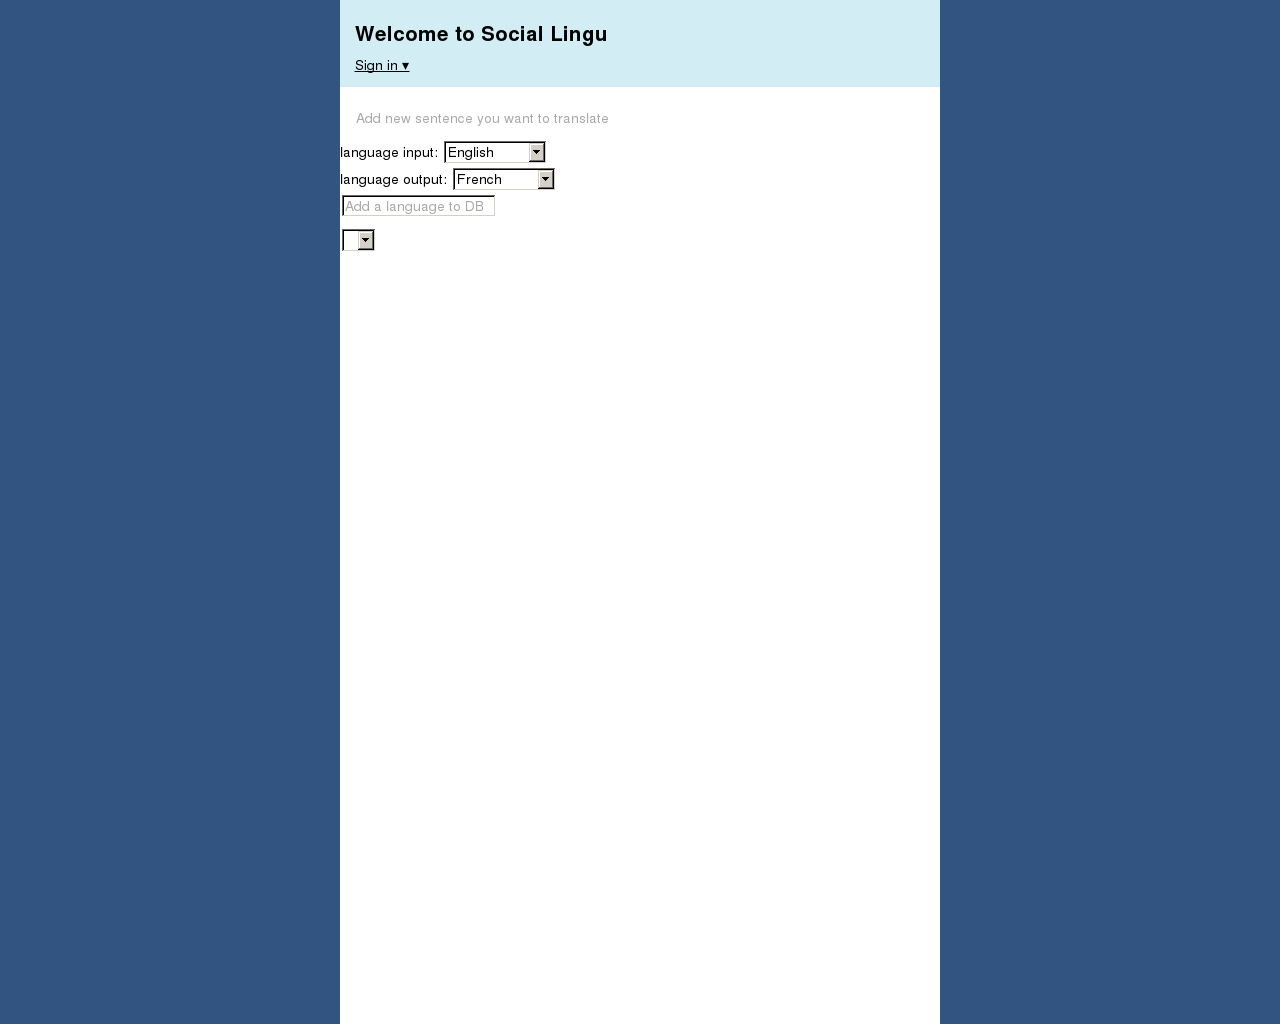 Welcome to Social Lingu
Sign in ▾
Add new sentence you want to translate
language input: English
language output: French
Add a language to DB